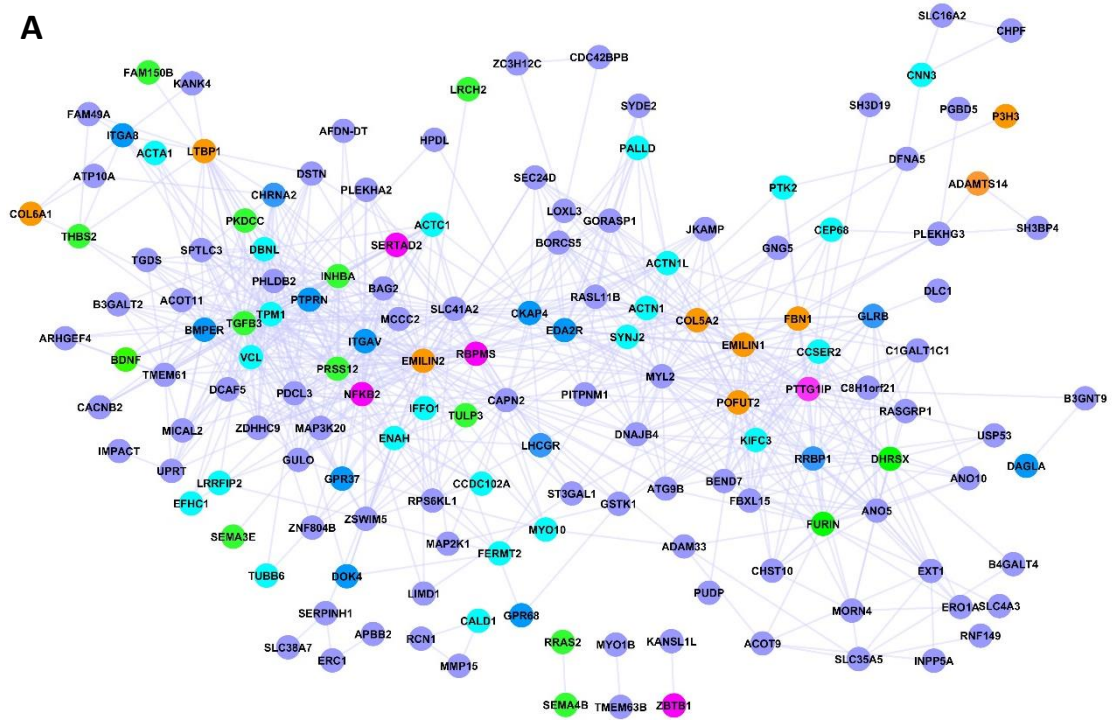 A
SLC16A2
CHPF
ZC3H12C
CDC42BPB
FAM150B
KANK4
LRCH2
CNN3
FAM49A
ITGA8
ACTA1
LTBP1
AFDN-DT
HPDL
SYDE2
PALLD
SH3D19
PGBD5
P3H3
DFNA5
ATP10A
CHRNA2
DSTN
PLEKHA2
SEC24D
PTK2
ADAMTS14
COL6A1
THBS2
PKDCC
DBNL
SERTAD2
ACTC1
LOXL3
GORASP1
BORCS5
JKAMP
GNG5
CEP68
PLEKHG3
SH3BP4
TGDS
SPTLC3
PHLDB2
INHBA
BAG2
ACTN1L
B3GALT2
ACOT11
PTPRN
SLC41A2
RASL11B
DLC1
ARHGEF4
BMPER
TGFB3
TPM1
MCCC2
CKAP4
EDA2R
ACTN1
SYNJ2
COL5A2
FBN1
GLRB
BDNF
VCL
ITGAV
EMILIN2
RBPMS
EMILIN1
CCSER2
C1GALT1C1
TMEM61
PRSS12
MYL2
PTTG1IP
C8H1orf21
CACNB2
DCAF5
PDCL3
NFKB2
IFFO1
TULP3
CAPN2
PITPNM1
POFUT2
RASGRP1
B3GNT9
MICAL2
ZDHHC9
MAP3K20
ENAH
LHCGR
DNAJB4
KIFC3
USP53
IMPACT
UPRT
GULO
GPR37
RRBP1
DHRSX
DAGLA
LRRFIP2
EFHC1
CCDC102A
ST3GAL1
ATG9B
BEND7
ANO10
RPS6KL1
GSTK1
FBXL15
ANO5
SEMA3E
ZNF804B
ZSWIM5
MAP2K1
MYO10
FURIN
FERMT2
ADAM33
TUBB6
DOK4
CHST10
EXT1
B4GALT4
LIMD1
PUDP
SERPINH1
CALD1
GPR68
MORN4
ERO1A
SLC4A3
SLC38A7
APBB2
RCN1
RRAS2
MYO1B
KANSL1L
ACOT9
RNF149
ERC1
MMP15
SLC35A5
INPP5A
SEMA4B
TMEM63B
ZBTB1